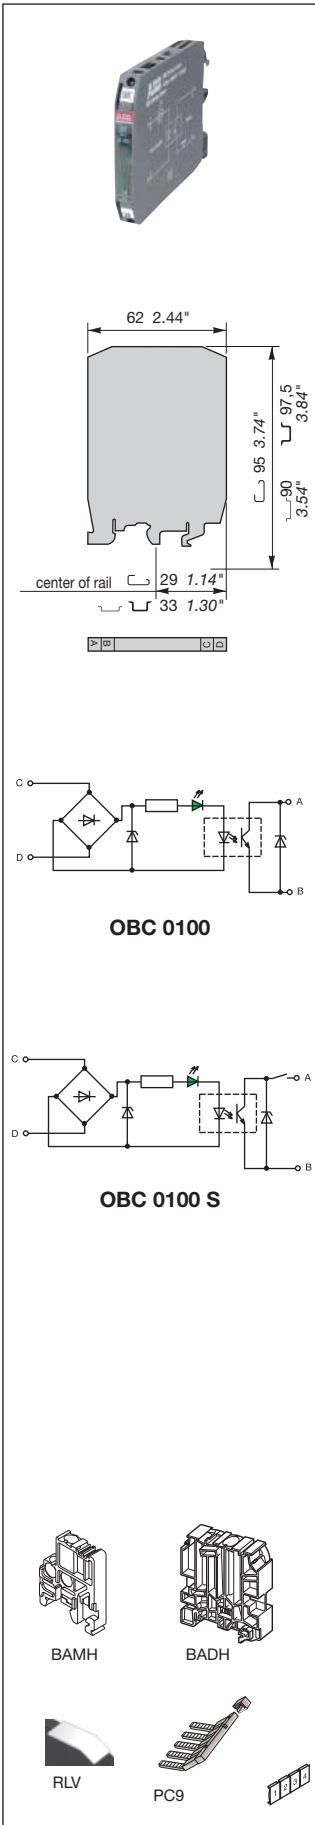 ABB
62 2.44"
97,5
3.84"
95 3.74"
90
3.54"
center of rail
29 1.14"
33 1.30"
A B C D
C
D
A
B
OBC 0100
C
D
A
B
OBC 0100 S
BAMH
BADH
RLV
PC9
1 2 3 4